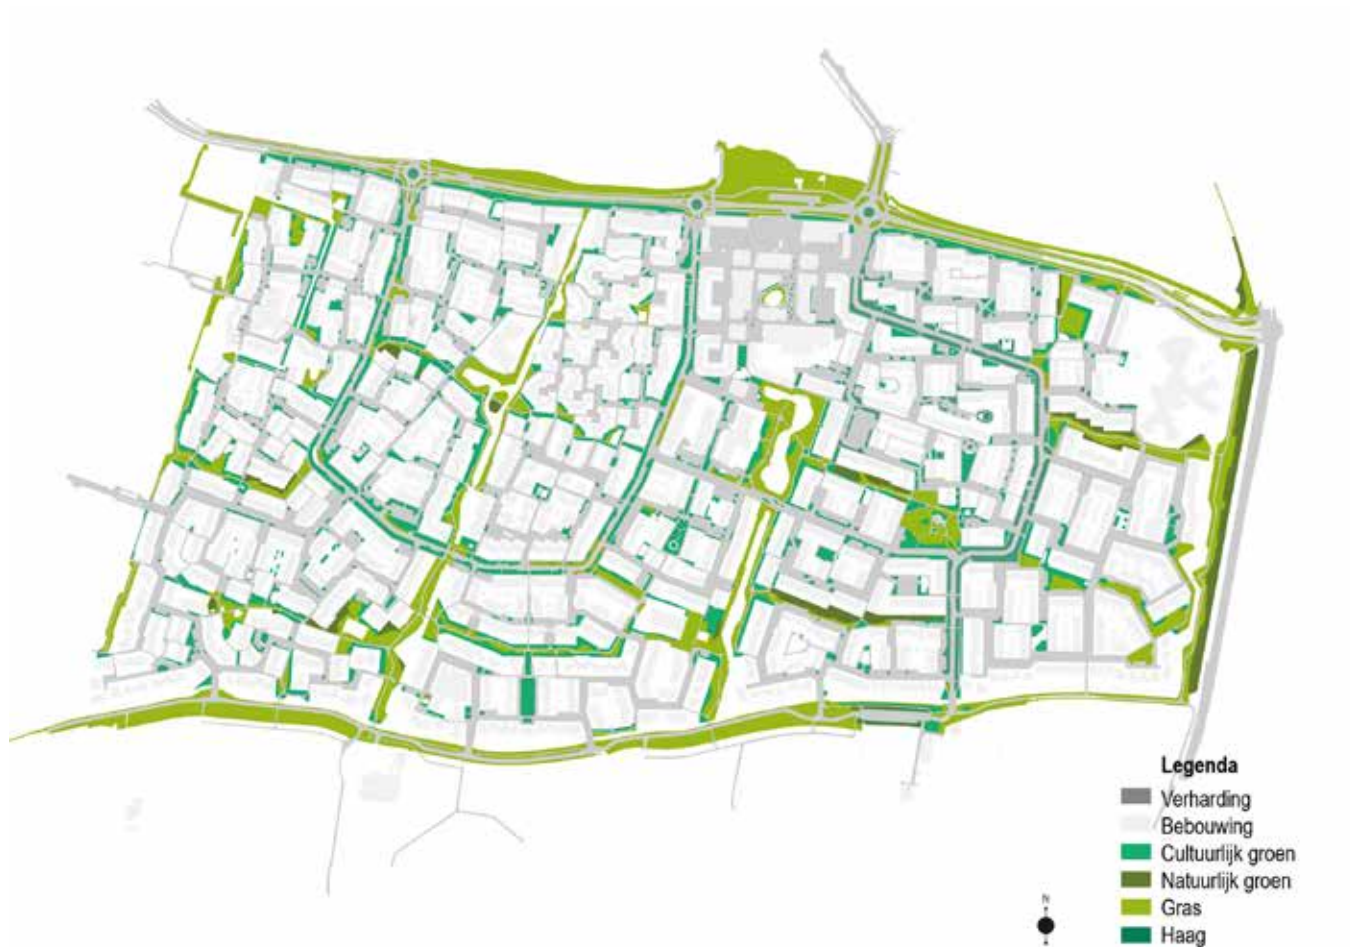 N
Legenda
Verharding
Bebouwing
Cultuurlijk groen
Natuurlijk groen
Gras
Haag